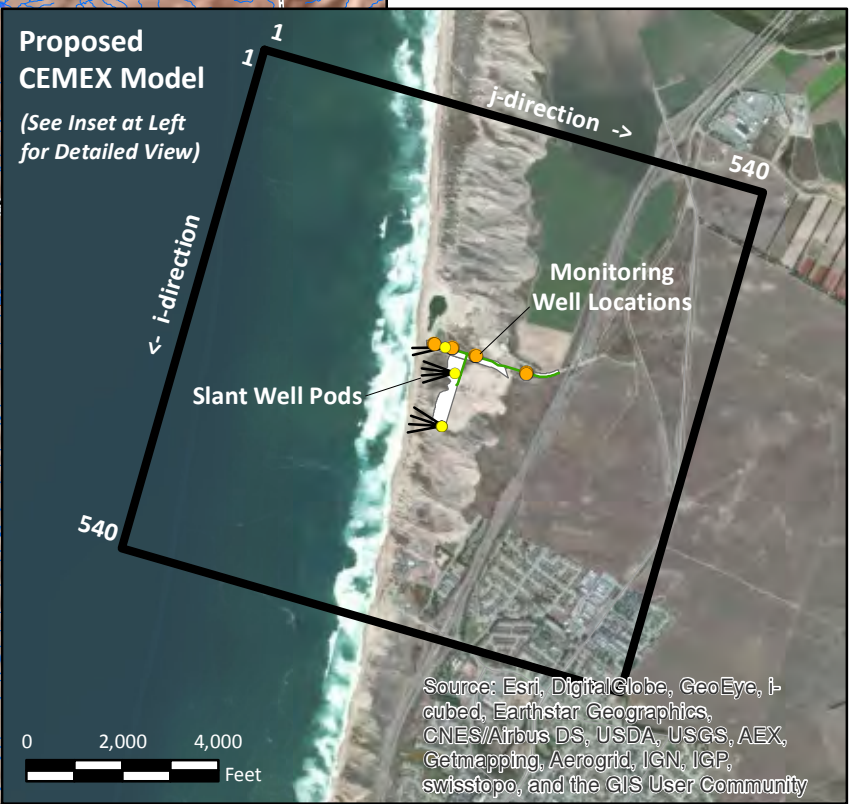 Proposed
CEMEX Model
(See Inset at Left
for Detailed View)
1
1
j-direction ->
540
<- i-direction
Monitoring
Well Locations
Slant Well Pods
540
0 2,000 4,000
Feet
Source: Esri, DigitalGlobe, GeoEye, i-
cubed, Earthstar Geographics,
CNES/Airbus DS, USDA, USGS, AEX,
Getmapping, Aerogrid, IGN, IGP,
swisstopo, and the GIS User Community